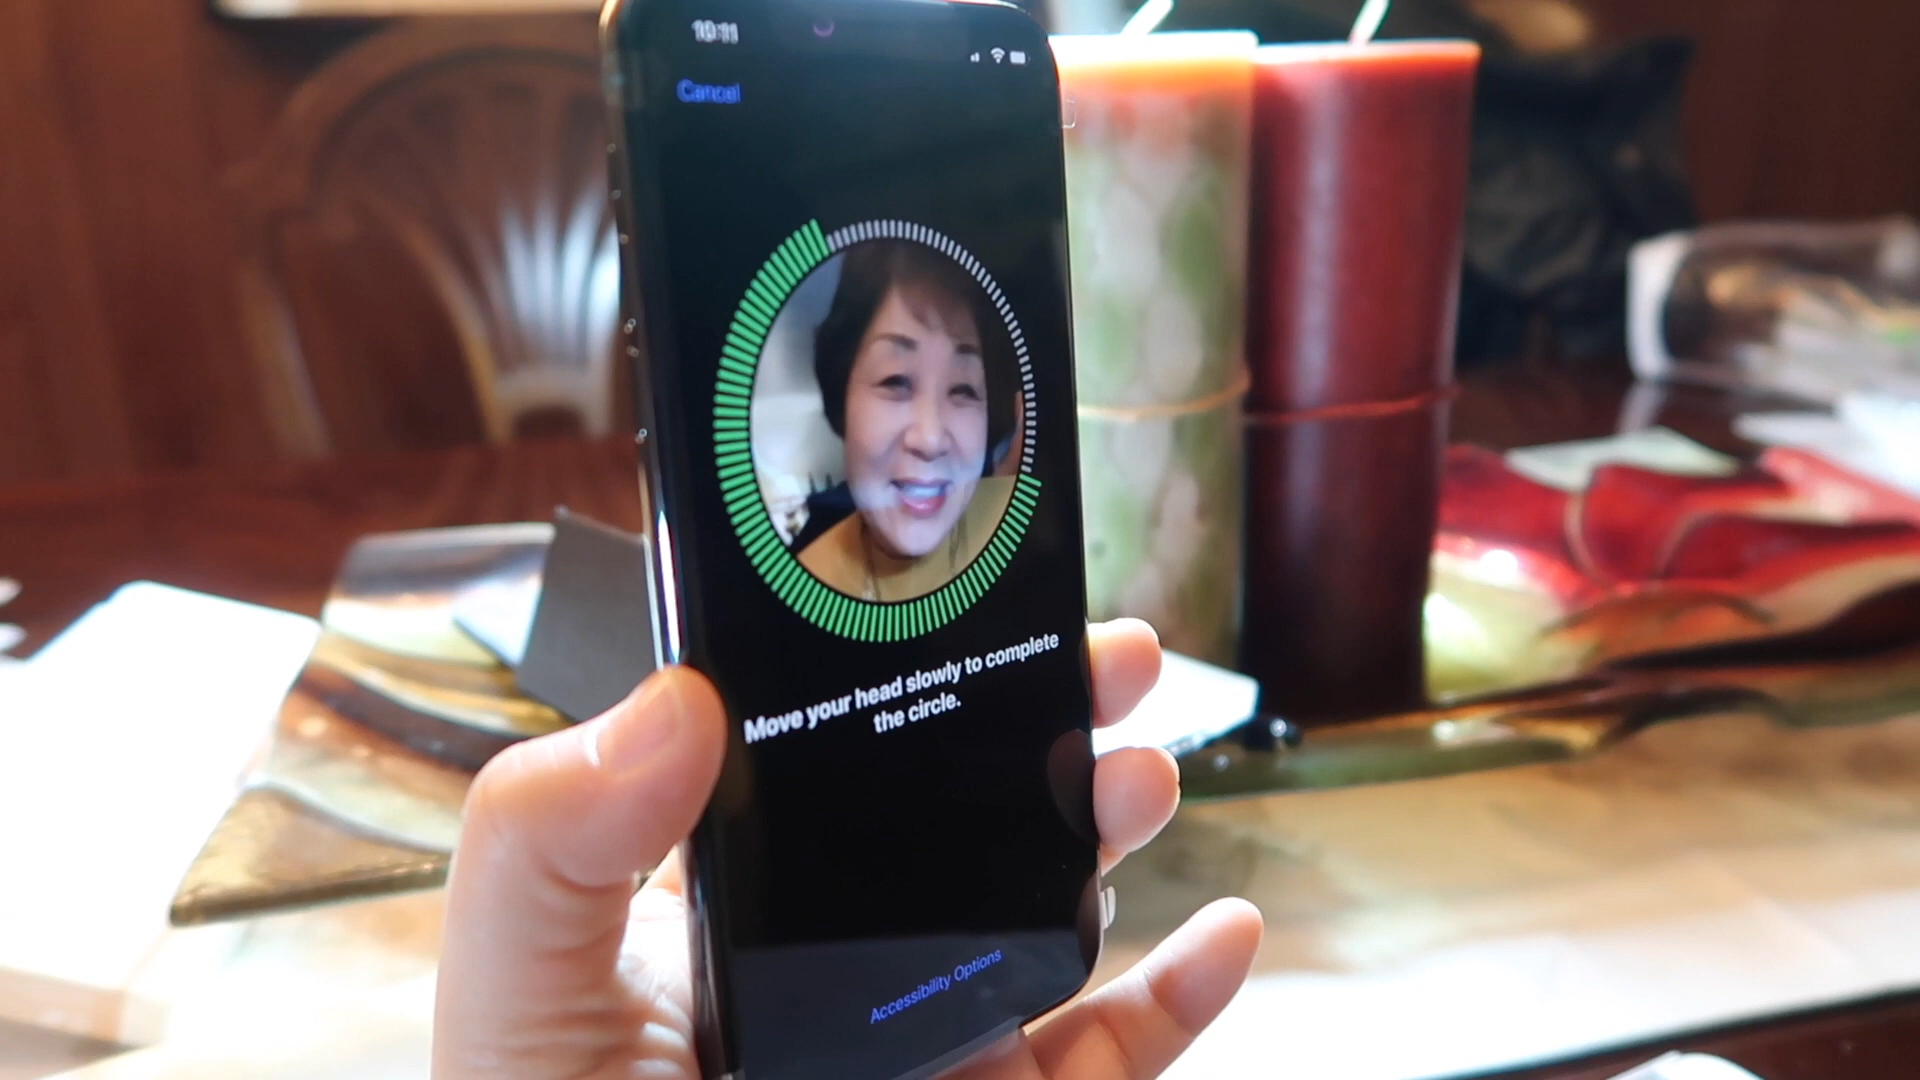 10:11
Cancel
Move your head slowly to complete
the circle.
Accessibility Options